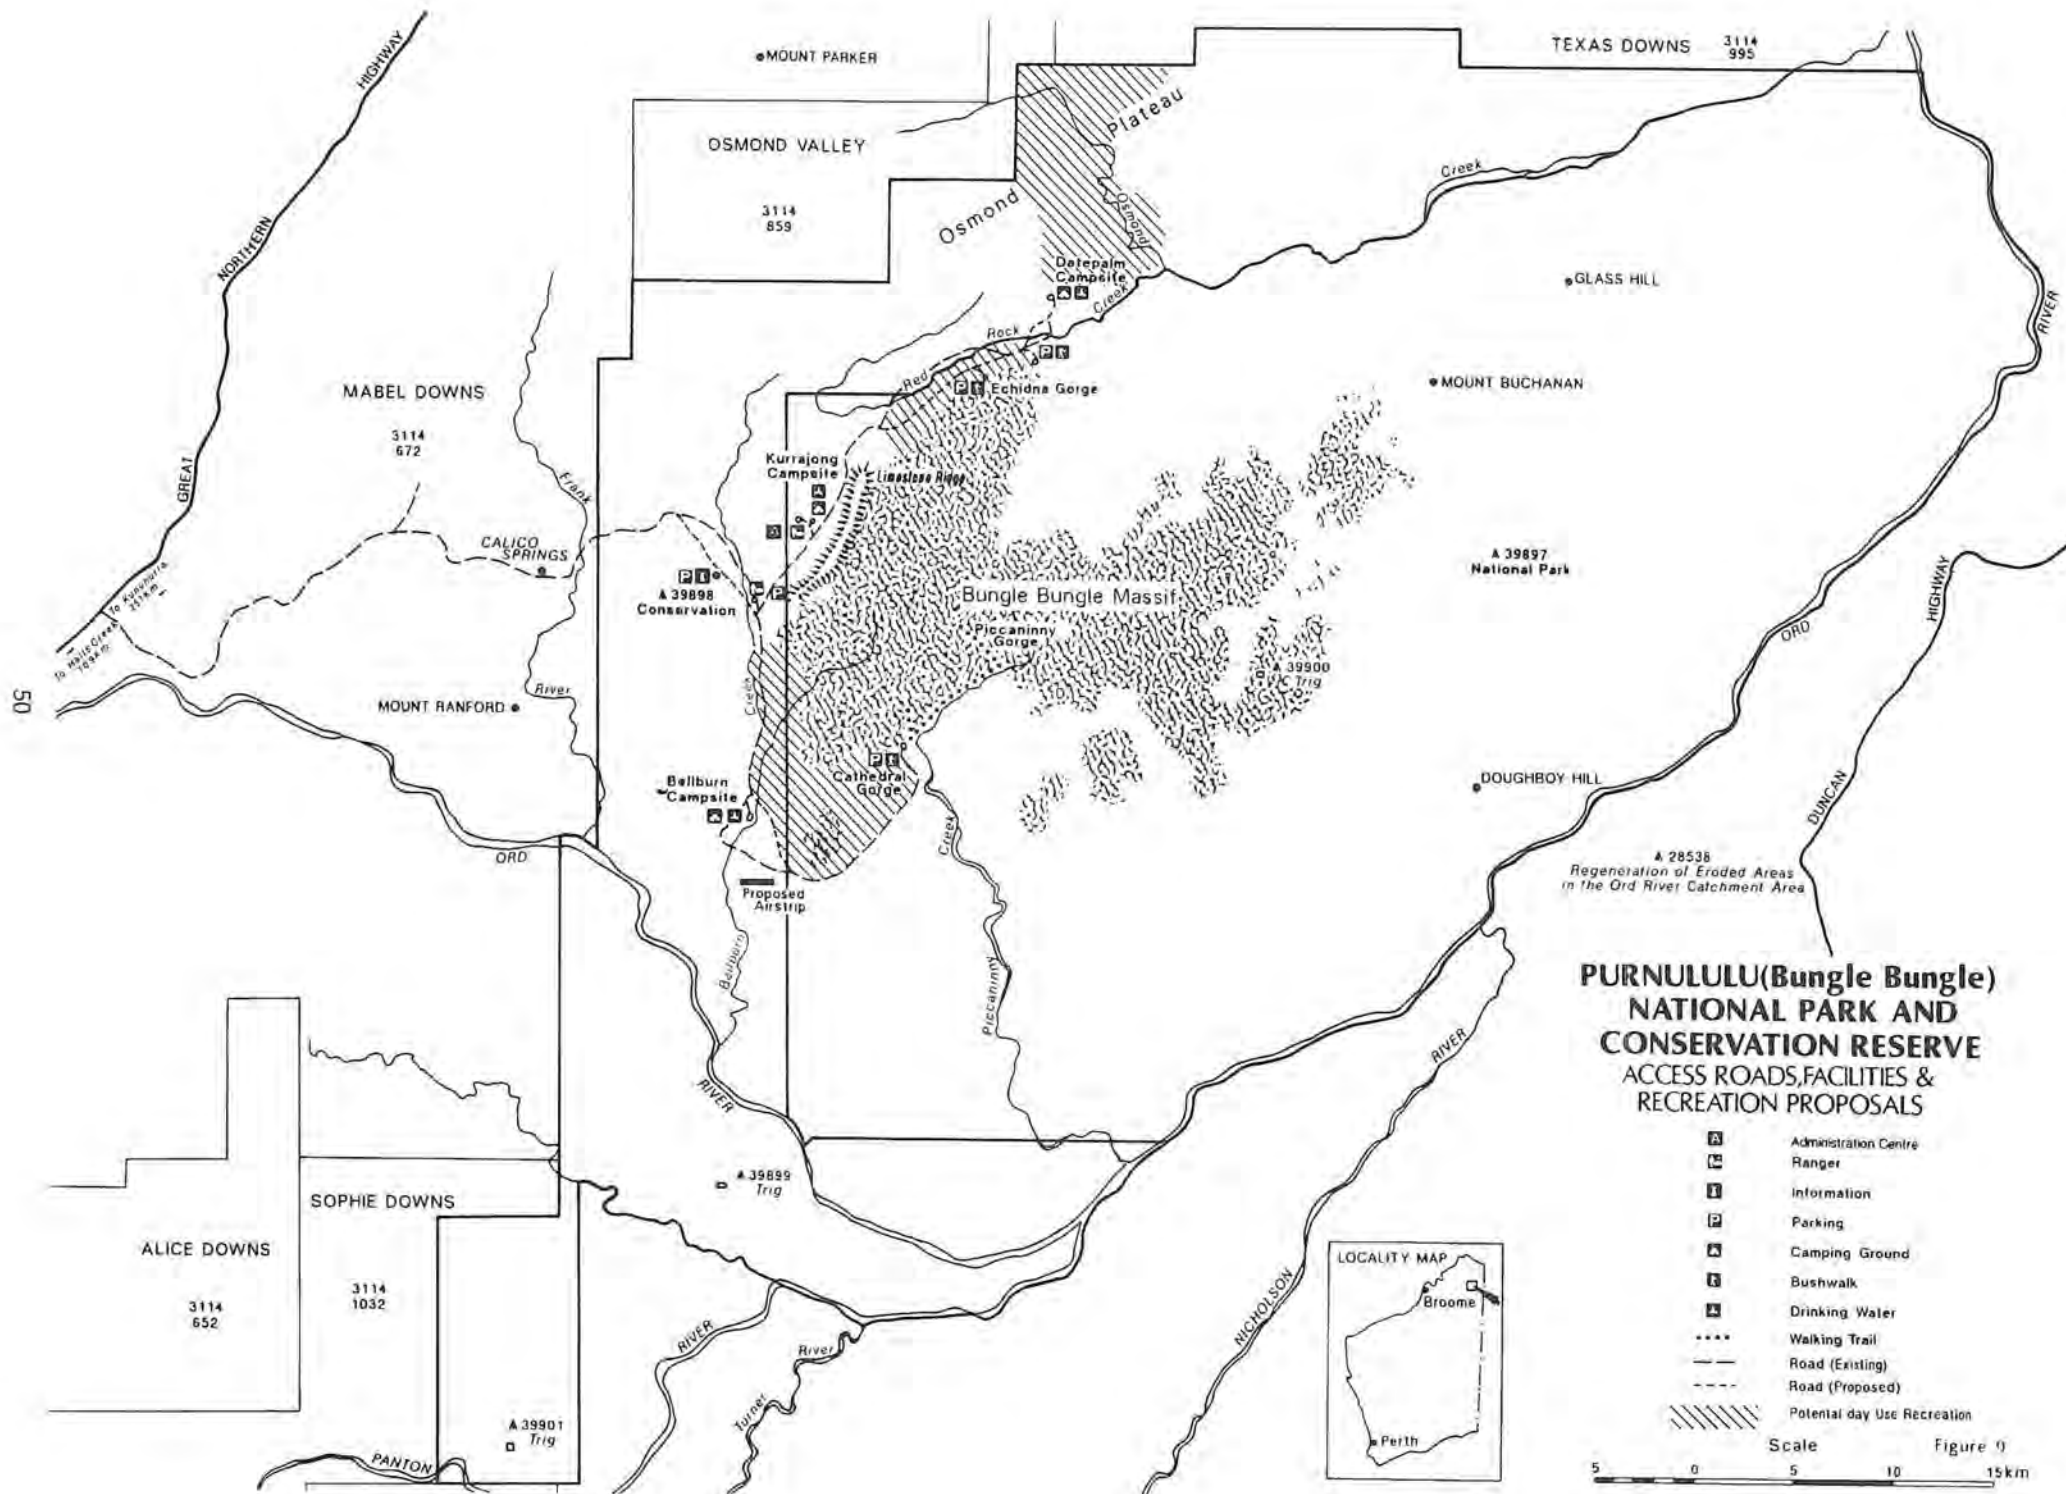 HIGHWAY
NORTHERN
GREAT
MOUNT PARKER
TEXAS DOWNS
3114
995
OSMOND VALLEY
3114
859
Osmond
Plateau
Osmond
Creek
Datepalm
Campsite
GLASS HILL
RIVER
Creek
Rock
Red
Echidna Gorge
MOUNT BUCHANAN
MABEL DOWNS
3114
672
Frank
Kurrajong
Campsite
Limestone Ridge
CALICO
SPRINGS
To Kununurra
To Halls Creek
A 39898
Conservation
A 39897
National Park
Bungle Bungle Massif
Piccaninny
Gorge
A 39900
Trig
HIGHWAY
ORD
DUNCAN
River
MOUNT RANFORD
Creek
Bellburn
Campsite
Cathedral
Gorge
Creek
DOUGHBOY HILL
ORD
Proposed
Airstrip
A 28538
Regeneration of Eroded Areas
in the Ord River Catchment Area
Bellburn
Piccaninny
50
RIVER
RIVER
PURNULULU(Bungle Bungle)
NATIONAL PARK AND
CONSERVATION RESERVE
ACCESS ROADS,FACILITIES &
RECREATION PROPOSALS
A Administration Centre
Ranger
Information
P Parking
Camping Ground
Bushwalk
Drinking Water
Walking Trail
Road (Existing)
Road (Proposed)
Potental day Use Recreation
Scale
Figure 9
5 0 5 10 15km
A 39899
Trig
SOPHIE DOWNS
3114
1032
ALICE DOWNS
3114
652
A 39901
Trig
PANTON
RIVER
River
Turner
NICHOLSON
LOCALITY MAP
Broome
Perth